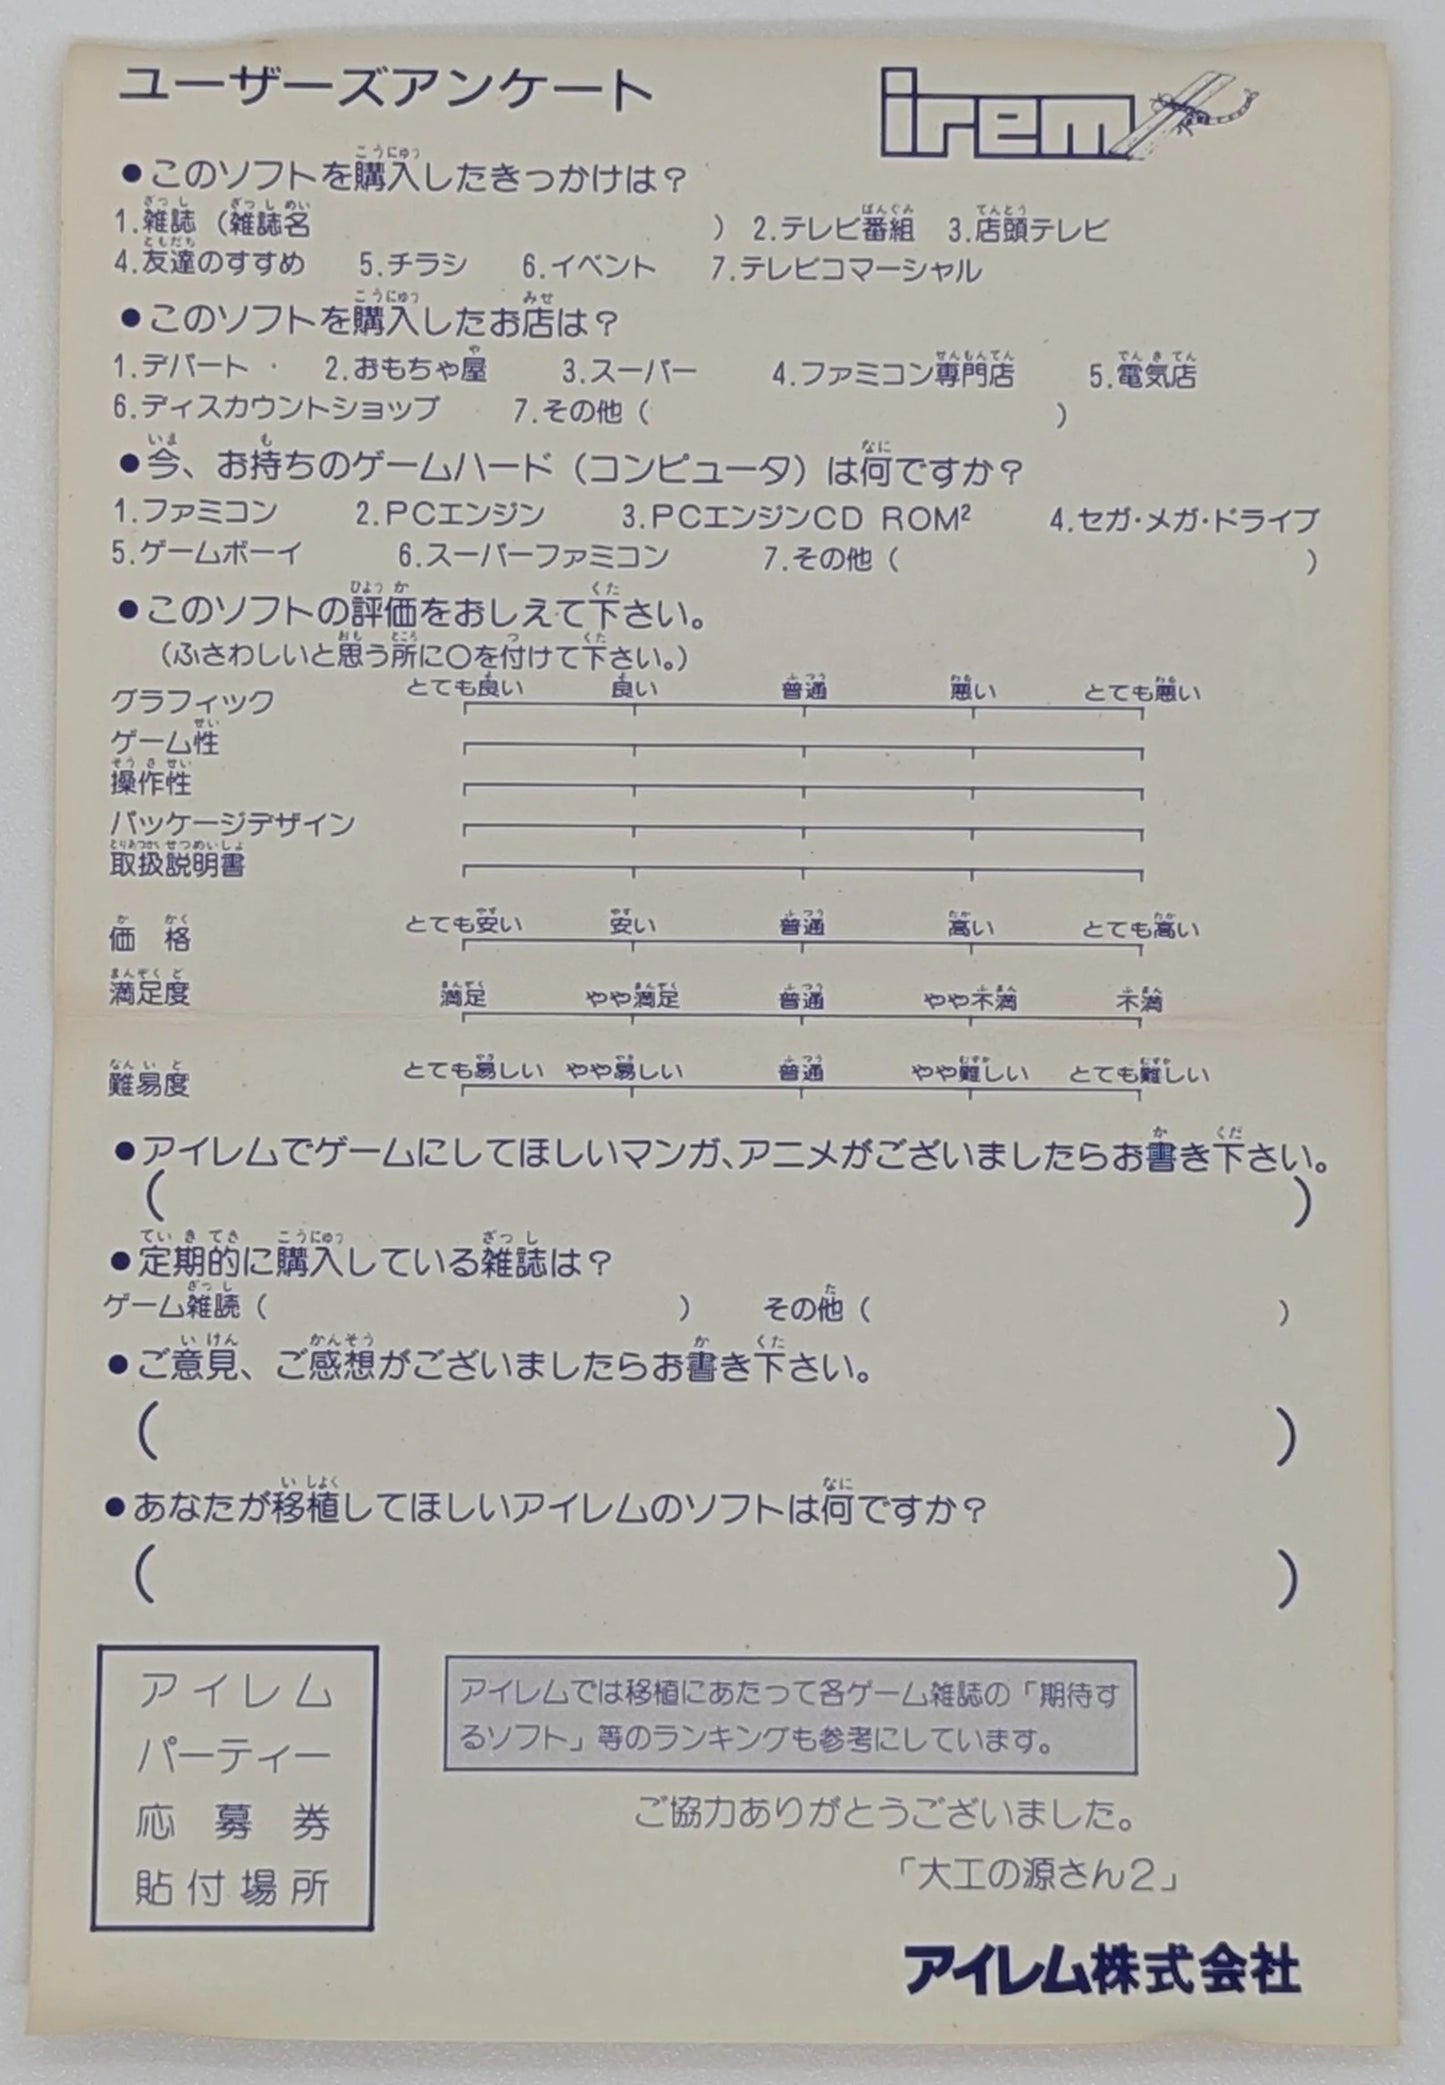 ユーザーズアンケート
irem
●このソフトを購入したきっかけは？
1.雑誌（雑誌名　　　　）2.テレビ番組　3.店頭テレビ
4.友達のすすめ　5.チラシ　6.イベント　7.テレビコマーシャル
●このソフトを購入したお店は？
1.デパート　2.おもちゃ屋　3.スーパー　4.ファミコン専門店　5.電気店
6.ディスカウントショップ　7.その他（　　　　）
●今、お持ちのゲームハード（コンピュータ）は何ですか？
1.ファミコン　2.PCエンジン　3.PCエンジンCD ROM²　4.セガ・メガ・ドライブ
5.ゲームボーイ　6.スーパーファミコン　7.その他（　　　　）
●このソフトの評価をおしえて下さい。
（ふさわしいと思う所に○を付けて下さい。）
グラフィック　とても良い　良い　普通　悪い　とても悪い
ゲーム性
操作性
パッケージデザイン
取扱説明書
価　格　とても安い　安い　普通　高い　とても高い
満足度　満足　やや満足　普通　やや不満　不満
難易度　とても易しい　やや易しい　普通　やや難しい　とても難しい
●アイレムでゲームにしてほしいマンガ、アニメがございましたらお書き下さい。
（　　　　）
●定期的に購入している雑誌は？
ゲーム雑読（　　　　）　その他（　　　　）
●ご意見、ご感想がございましたらお書き下さい。
（　　　　）
●あなたが移植してほしいアイレムのソフトは何ですか？
（　　　　）
アイレム
パーティー
応募券
貼付場所
アイレムでは移植にあたって各ゲーム雑誌の「期待す
るソフト」等のランキングも参考にしています。
ご協力ありがとうございました。
「大工の源さん２」
アイレム株式会社